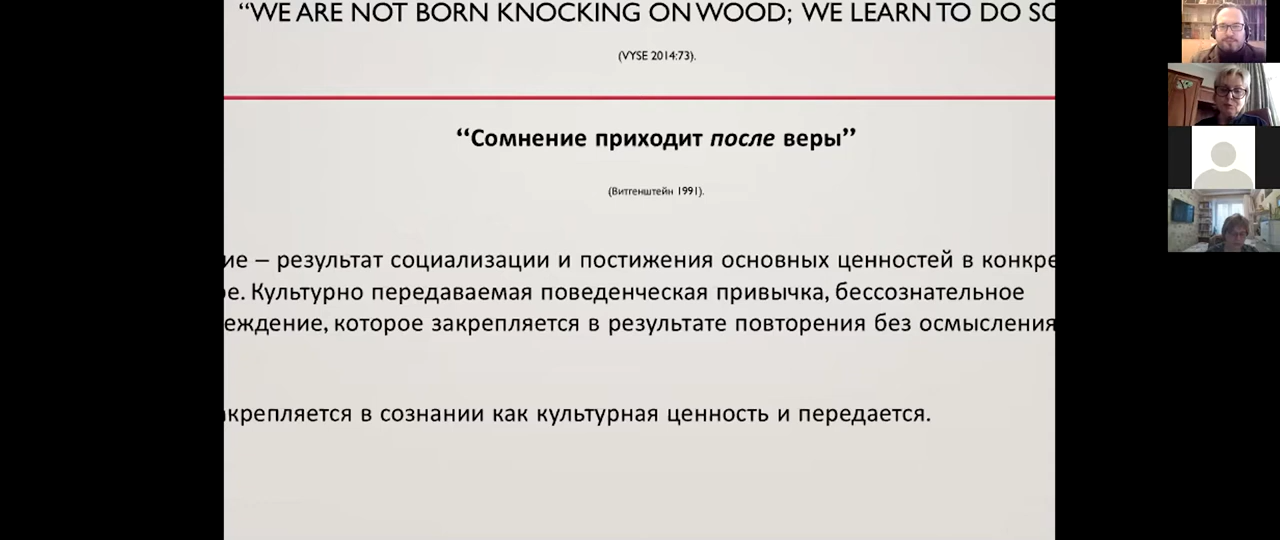 “WE ARE NOT BORN KNOCKING ON WOOD; WE LEARN TO DO SO
(VYSE 2014:73).
“Сомнение приходит после веры”
(Витгенштейн 1991).
ие – результат социализации и постижения основных ценностей в конкре
ре. Культурно передаваемая поведенческая привычка, бессознательное
еждение, которое закрепляется в результате повторения без осмысления
акрепляется в сознании как культурная ценность и передается.